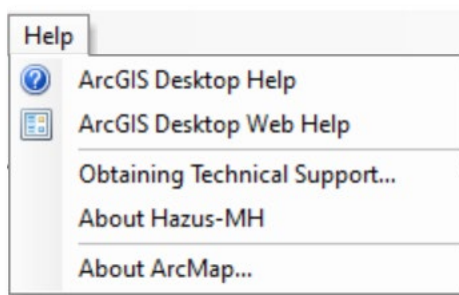 Help
ArcGIS Desktop Help
ArcGIS Desktop Web Help
Obtaining Technical Support...
About Hazus-MH
About ArcMap...